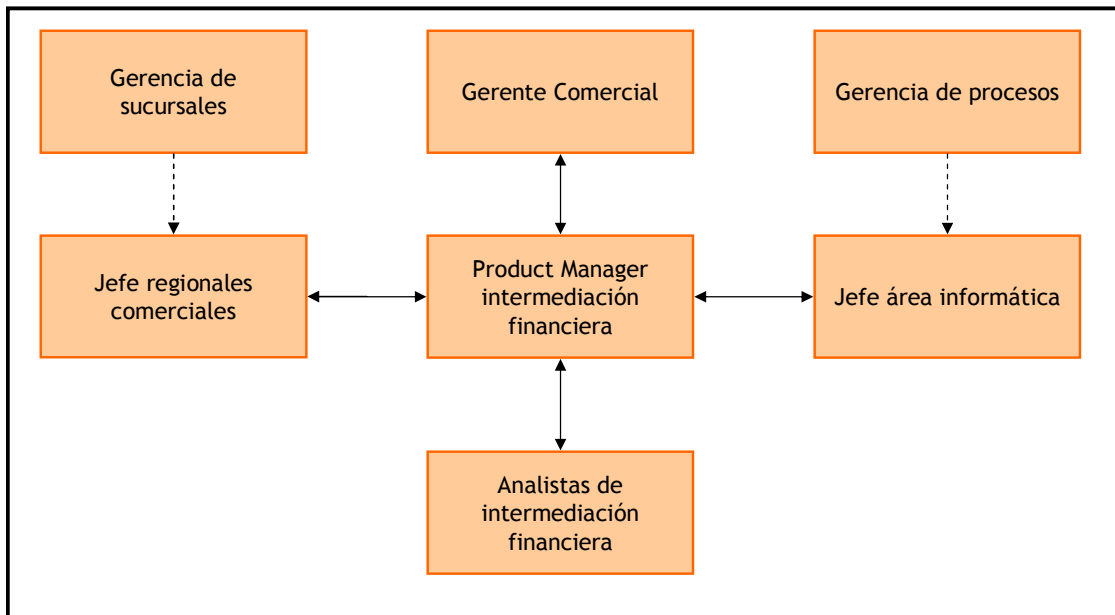 Gerencia de
sucursales
Gerente Comercial
Gerencia de procesos
Jefe regionales
comerciales
Product Manager
intermediación
financiera
Jefe área informática
Analistas de
intermediación
financiera